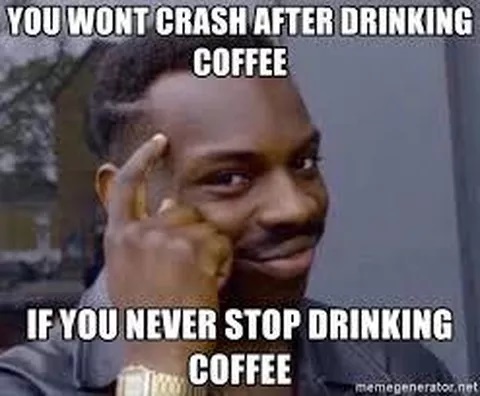 YOU WONT CRASH AFTER DRINKING
COFFEE
IF YOU NEVER STOP DRINKING
COFFEE
memegenerator.net